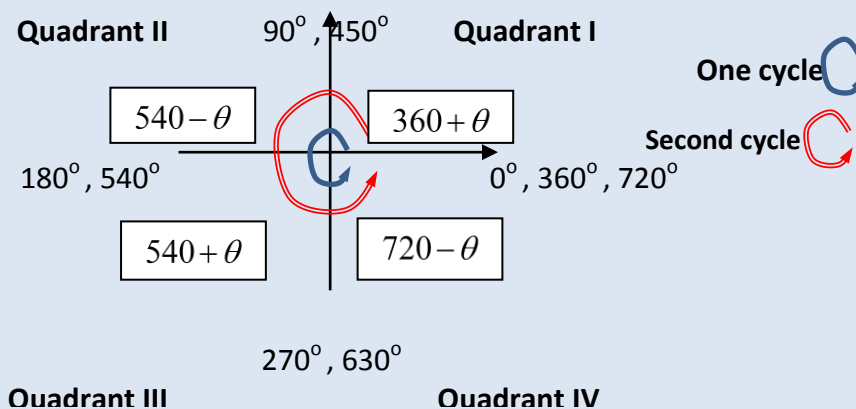 Quadrant II
90° , 450°
Quadrant I
One cycle
540 − θ
360 + θ
Second cycle
180° , 540°
0° , 360° , 720°
540 + θ
720 − θ
270° , 630°
Quadrant III
Quadrant IV